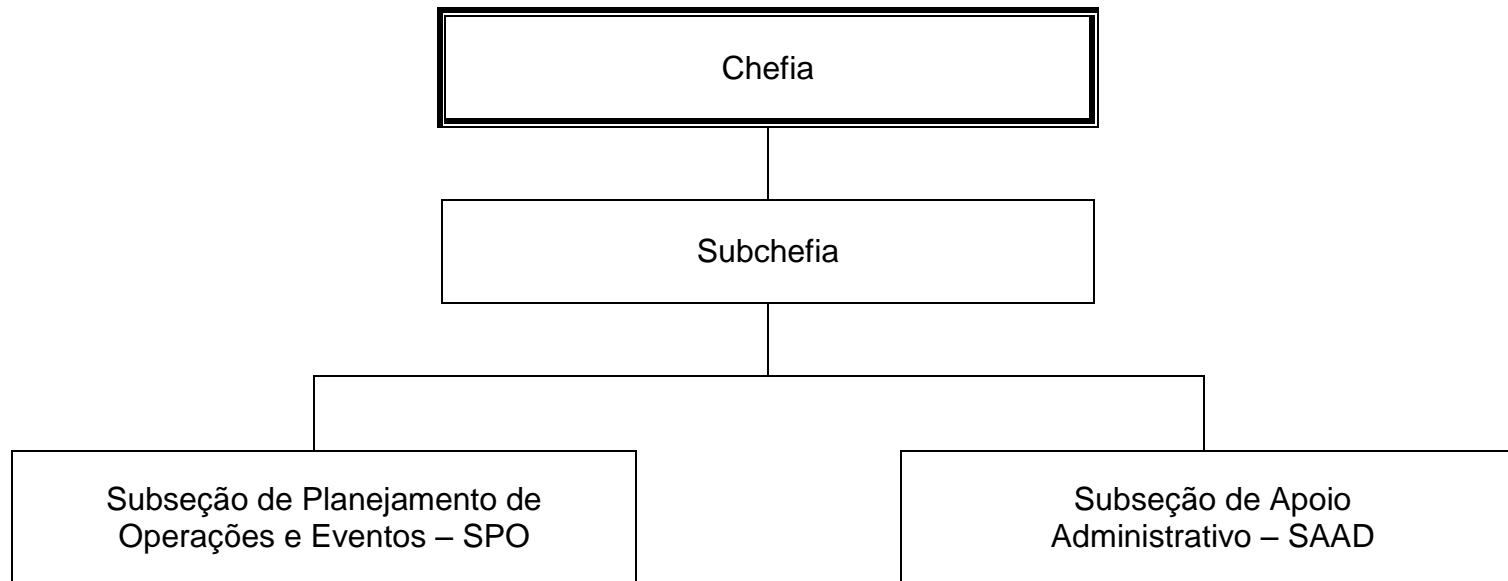 Chefia
Subchefia
Subseção de Planejamento de
Operações e Eventos – SPO
Subseção de Apoio
Administrativo – SAAD